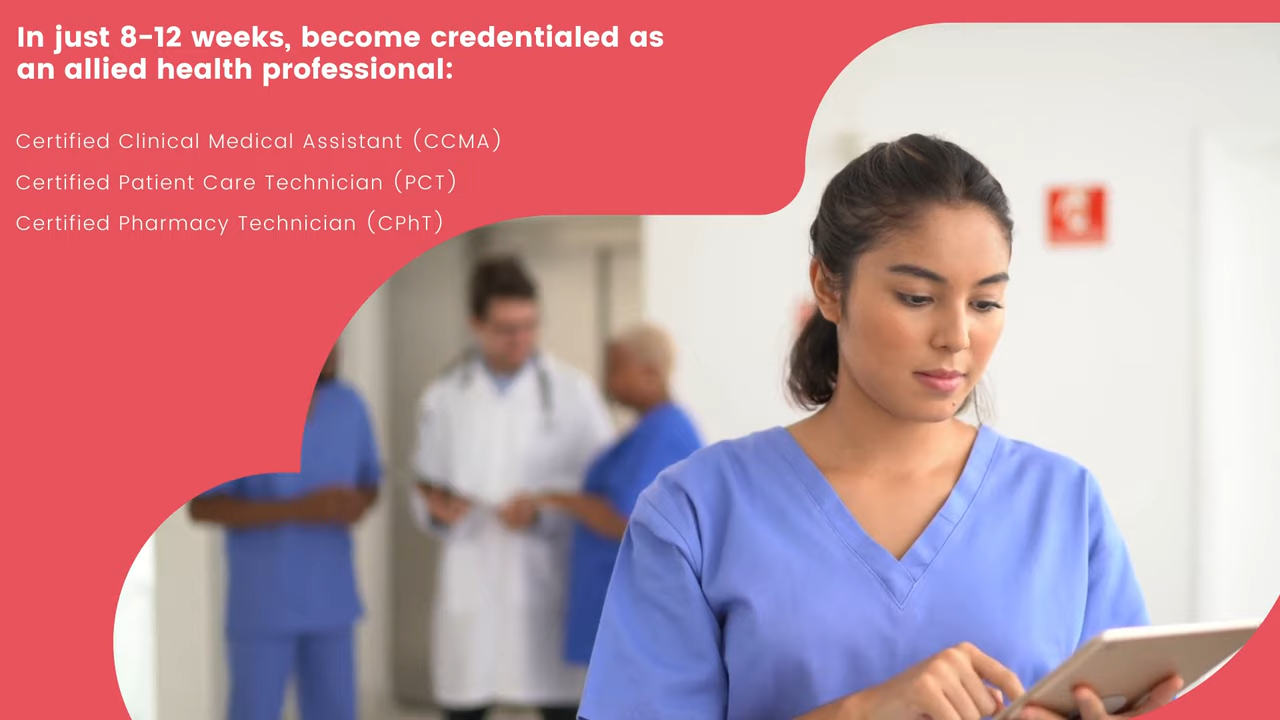 In just 8-12 weeks, become credentialed as
an allied health professional:
Certified Clinical Medical Assistant (CCMA)
Certified Patient Care Technician (PCT)
Certified Pharmacy Technician (CPhT)